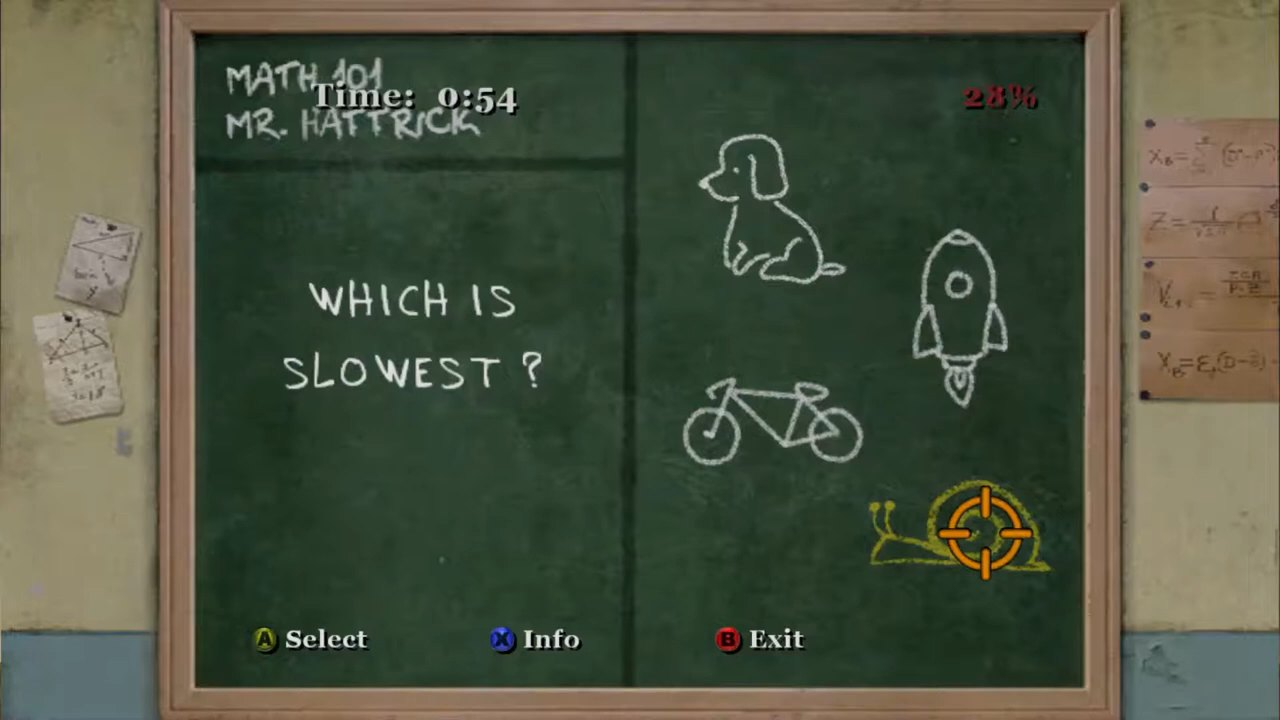 MATH 101
Time: 0:54
28%
MR. HATTRICK
WHICH IS
SLOWEST?
A Select
X Info
B Exit